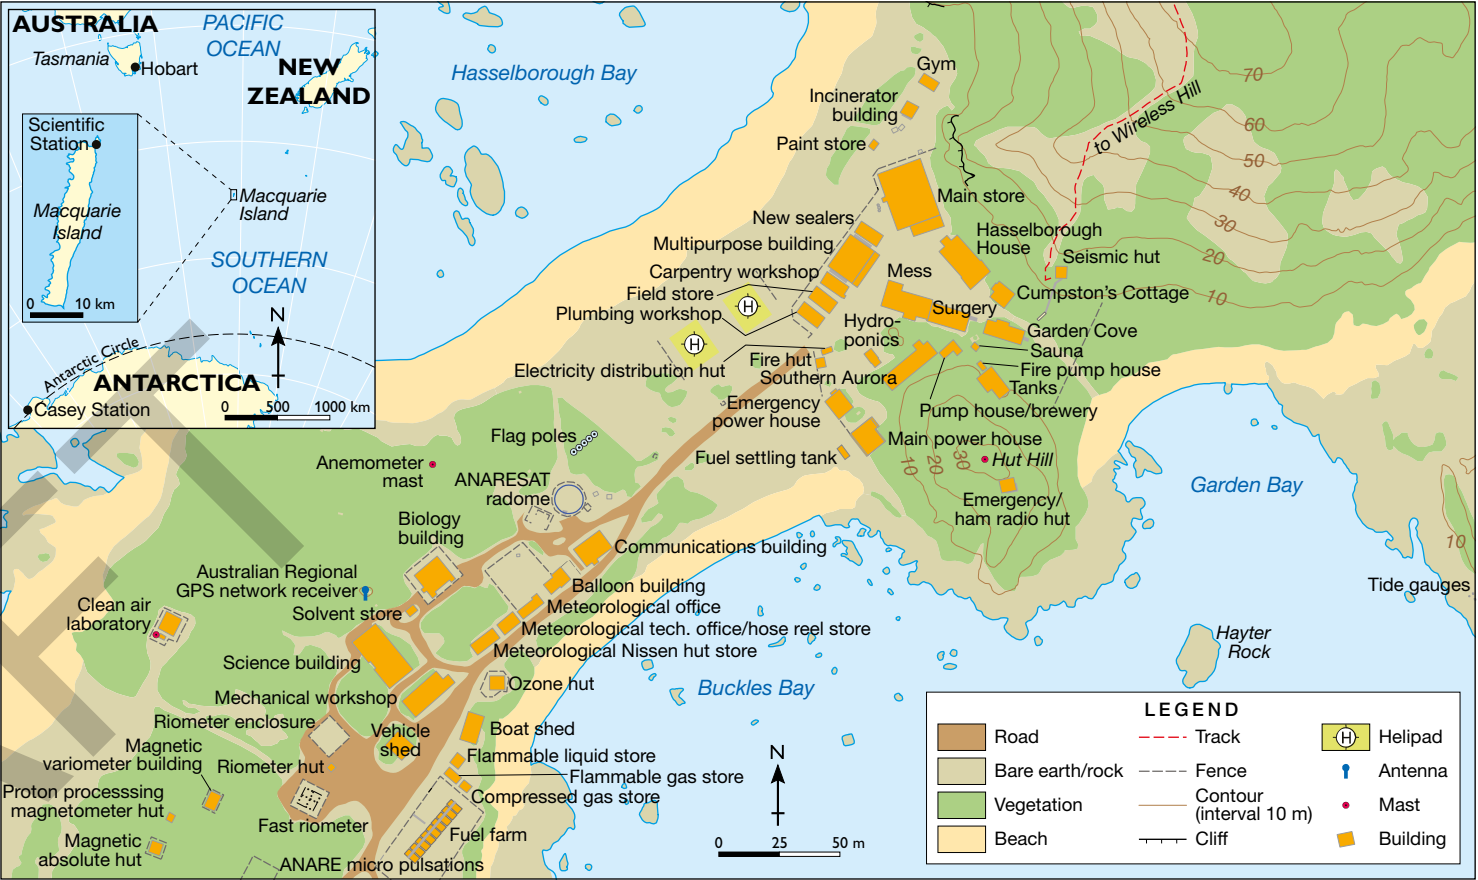 AUSTRALIA
PACIFIC
OCEAN
Tasmania
Hobart
NEW
ZEALAND
Scientific
Station
Macquarie
Island
0 10 km
Macquarie
Island
SOUTHERN
OCEAN
N
Antarctic Circle
ANTARCTICA
Casey Station
0 500 1000 km
Hasselborough Bay
Gym
Incinerator
building
Paint store
to Wireless Hill
70
60
50
40
30
20
10
Main store
New sealers
Multipurpose building
Hasselborough
House
Seismic hut
Carpentry workshop
Mess
Field store
Cumpston's Cottage
Plumbing workshop
Surgery
H
H
Hydro-
ponics
Garden Cove
Sauna
Electricity distribution hut
Fire hut
Fire pump house
Southern Aurora
Tanks
Emergency
power house
Pump house/brewery
Flag poles
Main power house
Fuel settling tank
10
20
30
Hut Hill
Anemometer
mast
ANARESAT
radome
Emergency/
ham radio hut
Garden Bay
Biology
building
Communications building
10
Australian Regional
GPS network receiver
Balloon building
Tide gauges
Solvent store
Meteorological office
Clean air
laboratory
Meteorological tech. office/hose reel store
Meteorological Nissen hut store
Hayter
Rock
Science building
Ozone hut
Buckles Bay
Mechanical workshop
Riometer enclosure
Vehicle
shed
Boat shed
Magnetic
variometer building
Flammable liquid store
Riometer hut
Flammable gas store
Proton processsing
magnetometer hut
Compressed gas store
Fast riometer
Fuel farm
Magnetic
absolute hut
ANARE micro pulsations
N
0 25 50 m
LEGEND
Road
Track
H
Helipad
Bare earth/rock
Fence
Antenna
Vegetation
Contour
(interval 10 m)
Mast
Beach
Cliff
Building